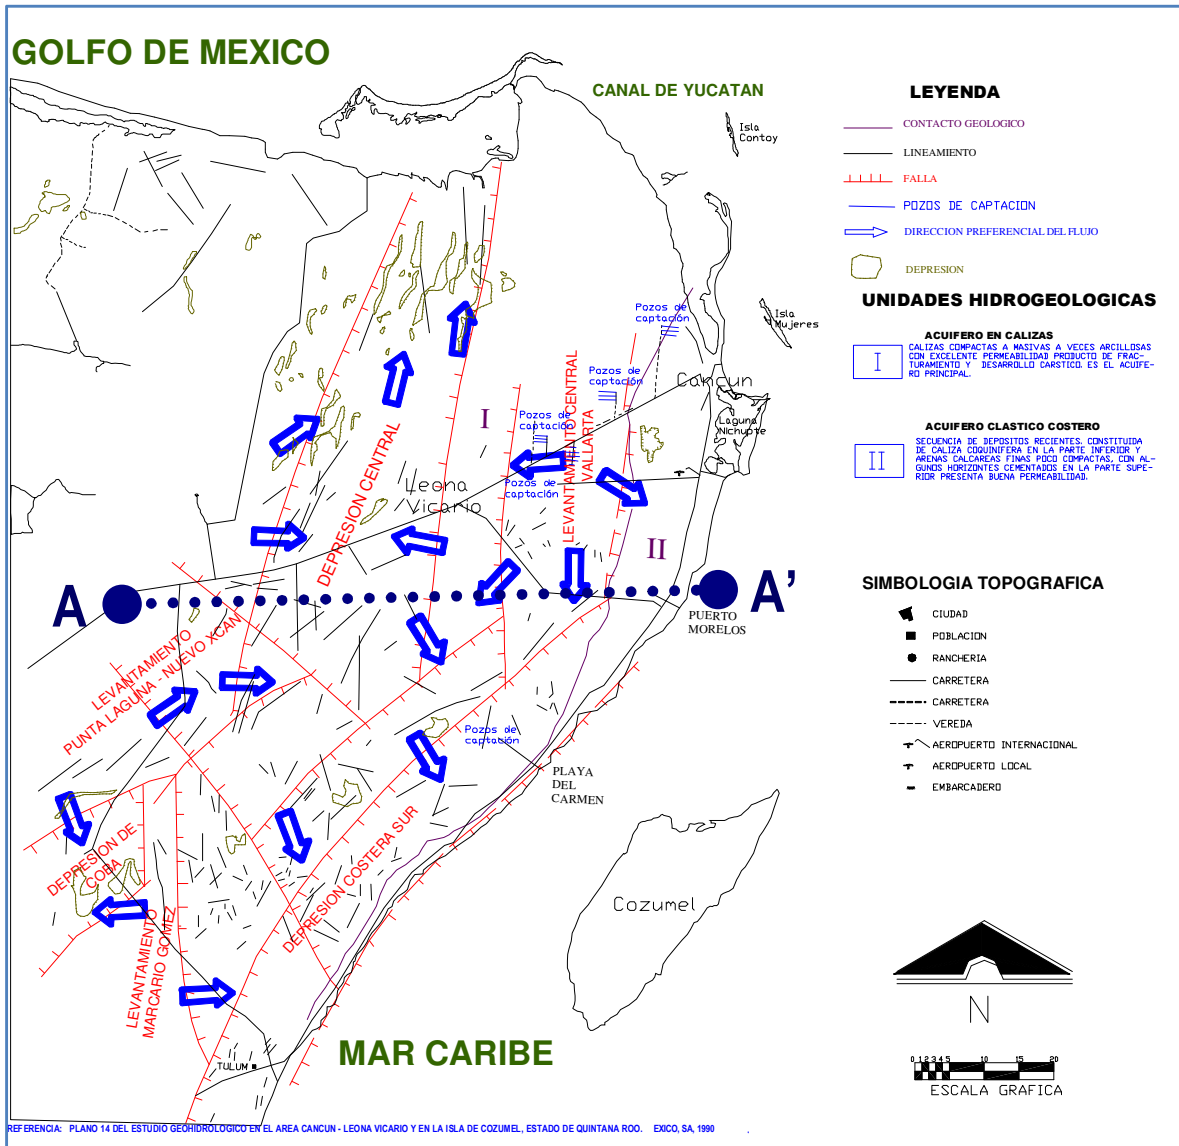 GOLFO DE MEXICO
CANAL DE YUCATAN
Isla
Contoy
Isla
Mujeres
Pozos de
captación
Pozos de
captación
Pozos de
captación
Pozos de
captación
Cancun
Laguna
Nichupte
I
II
Leona
Vicario
DEPRESION CENTRAL
LEVANTAMIENTO CENTRAL
VALLARTA
A
A'
PUERTO
MORELOS
LEVANTAMIENTO
PUNTA LAGUNA - NUEVO XCAN
Pozos de
captación
PLAYA
DEL
CARMEN
DEPRESION DE
COBA
LEVANTAMIENTO
MARCARIO GOMEZ
DEPRESION COSTERA SUR
Cozumel
TULUM
MAR CARIBE
LEYENDA
CONTACTO GEOLOGICO
LINEAMIENTO
FALLA
POZOS DE CAPTACION
DIRECCION PREFERENCIAL DEL FLUJO
DEPRESION
UNIDADES HIDROGEOLOGICAS
ACUIFERO EN CALIZAS
I
CALIZAS COMPACTAS A MASIVAS A VECES ARCILLOSAS
CON EXCELENTE PERMEABILIDAD PRODUCTO DE FRAC-
TURAMIENTO Y DESARROLLO CARSTICO. ES EL ACUIFE-
RO PRINCIPAL.
ACUIFERO CLASTICO COSTERO
II
SECUENCIA DE DEPOSITOS RECIENTES, CONSTITUIDA
DE CALIZA COQUINIFERA EN LA PARTE INFERIOR Y
ARENAS CALCAREAS FINAS POCO COMPACTAS, CON AL-
GUNOS HORIZONTES CEMENTADOS EN LA PARTE SUPE-
RIOR PRESENTA BUENA PERMEABILIDAD.
SIMBOLOGIA TOPOGRAFICA
CIUDAD
POBLACION
RANCHERIA
CARRETERA
CARRETERA
VEREDA
AEROPUERTO INTERNACIONAL
AEROPUERTO LOCAL
EMBARCADERO
N
0 1 2 3 4 5 10 15 20
ESCALA GRAFICA
REFERENCIA: PLANO 14 DEL ESTUDIO GEOHIDROLOGICO EN EL AREA CANCUN - LEONA VICARIO Y EN LA ISLA DE COZUMEL, ESTADO DE QUINTANA ROO. EXICO, SA, 1990